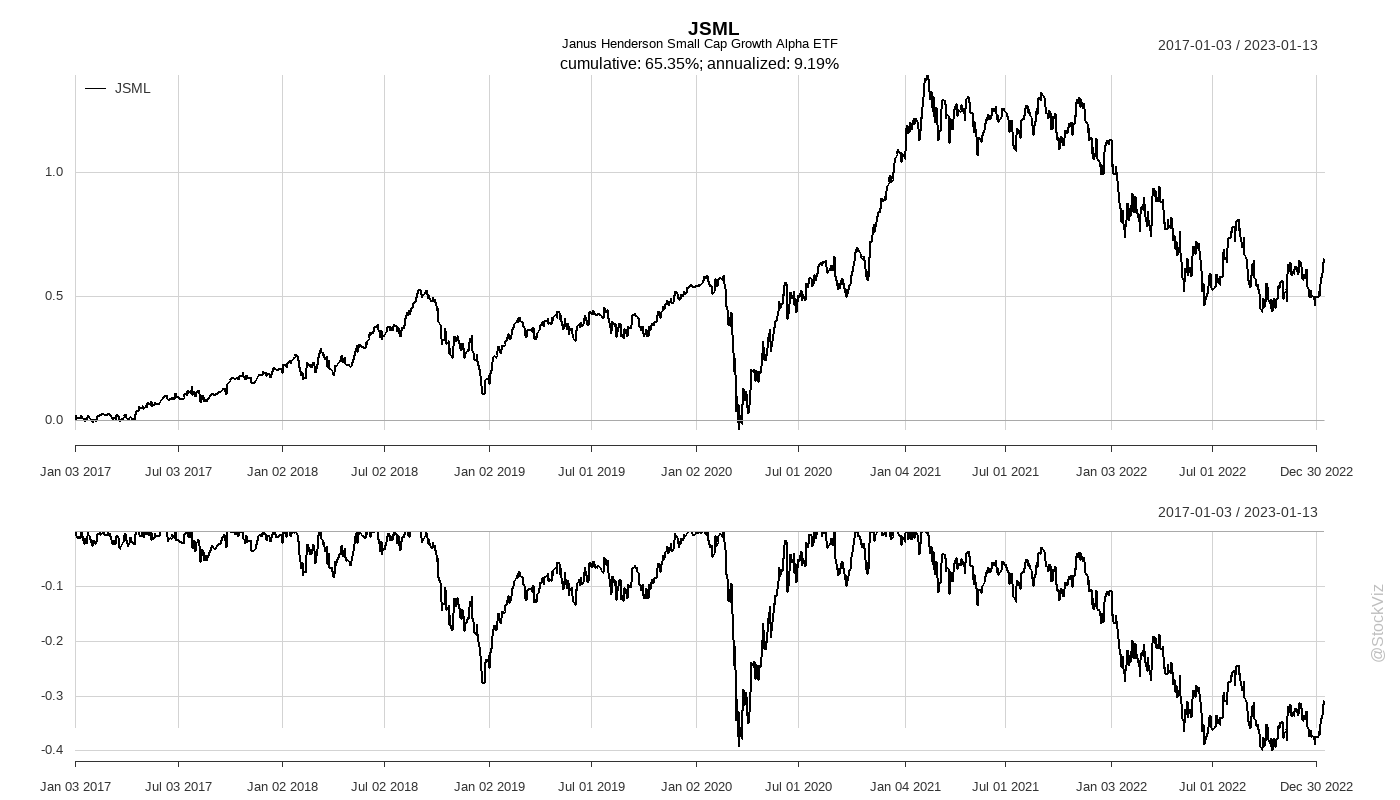 JSML
Janus Henderson Small Cap Growth Alpha ETF
cumulative: 65.35%; annualized: 9.19%
2017-01-03 / 2023-01-13
JSML
1.0
0.5
0.0
Jan 03 2017 Jul 03 2017 Jan 02 2018 Jul 02 2018 Jan 02 2019 Jul 01 2019 Jan 02 2020 Jul 01 2020 Jan 04 2021 Jul 01 2021 Jan 03 2022 Jul 01 2022 Dec 30 2022
2017-01-03 / 2023-01-13
-0.1
-0.2
-0.3
-0.4
Jan 03 2017 Jul 03 2017 Jan 02 2018 Jul 02 2018 Jan 02 2019 Jul 01 2019 Jan 02 2020 Jul 01 2020 Jan 04 2021 Jul 01 2021 Jan 03 2022 Jul 01 2022 Dec 30 2022
@StockViz